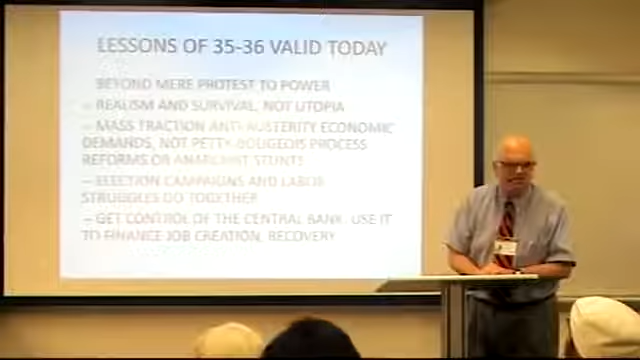 LESSONS OF 35-36 VALID TODAY
BEYOND MERE PROTEST TO POWER
– REALISM AND SURVIVAL, NOT UTOPIA
– MASS TRACTION ANTI-AUSTERITY ECONOMIC
DEMANDS, NOT PETTY-BOUGEOIS PROCESS
REFORMS OR ANARCHIST STUNTS
– ELECTION CAMPAIGNS AND LABOR
STRUGGLES GO TOGETHER
– GET CONTROL OF THE CENTRAL BANK, USE IT
TO FINANCE JOB CREATION, RECOVERY